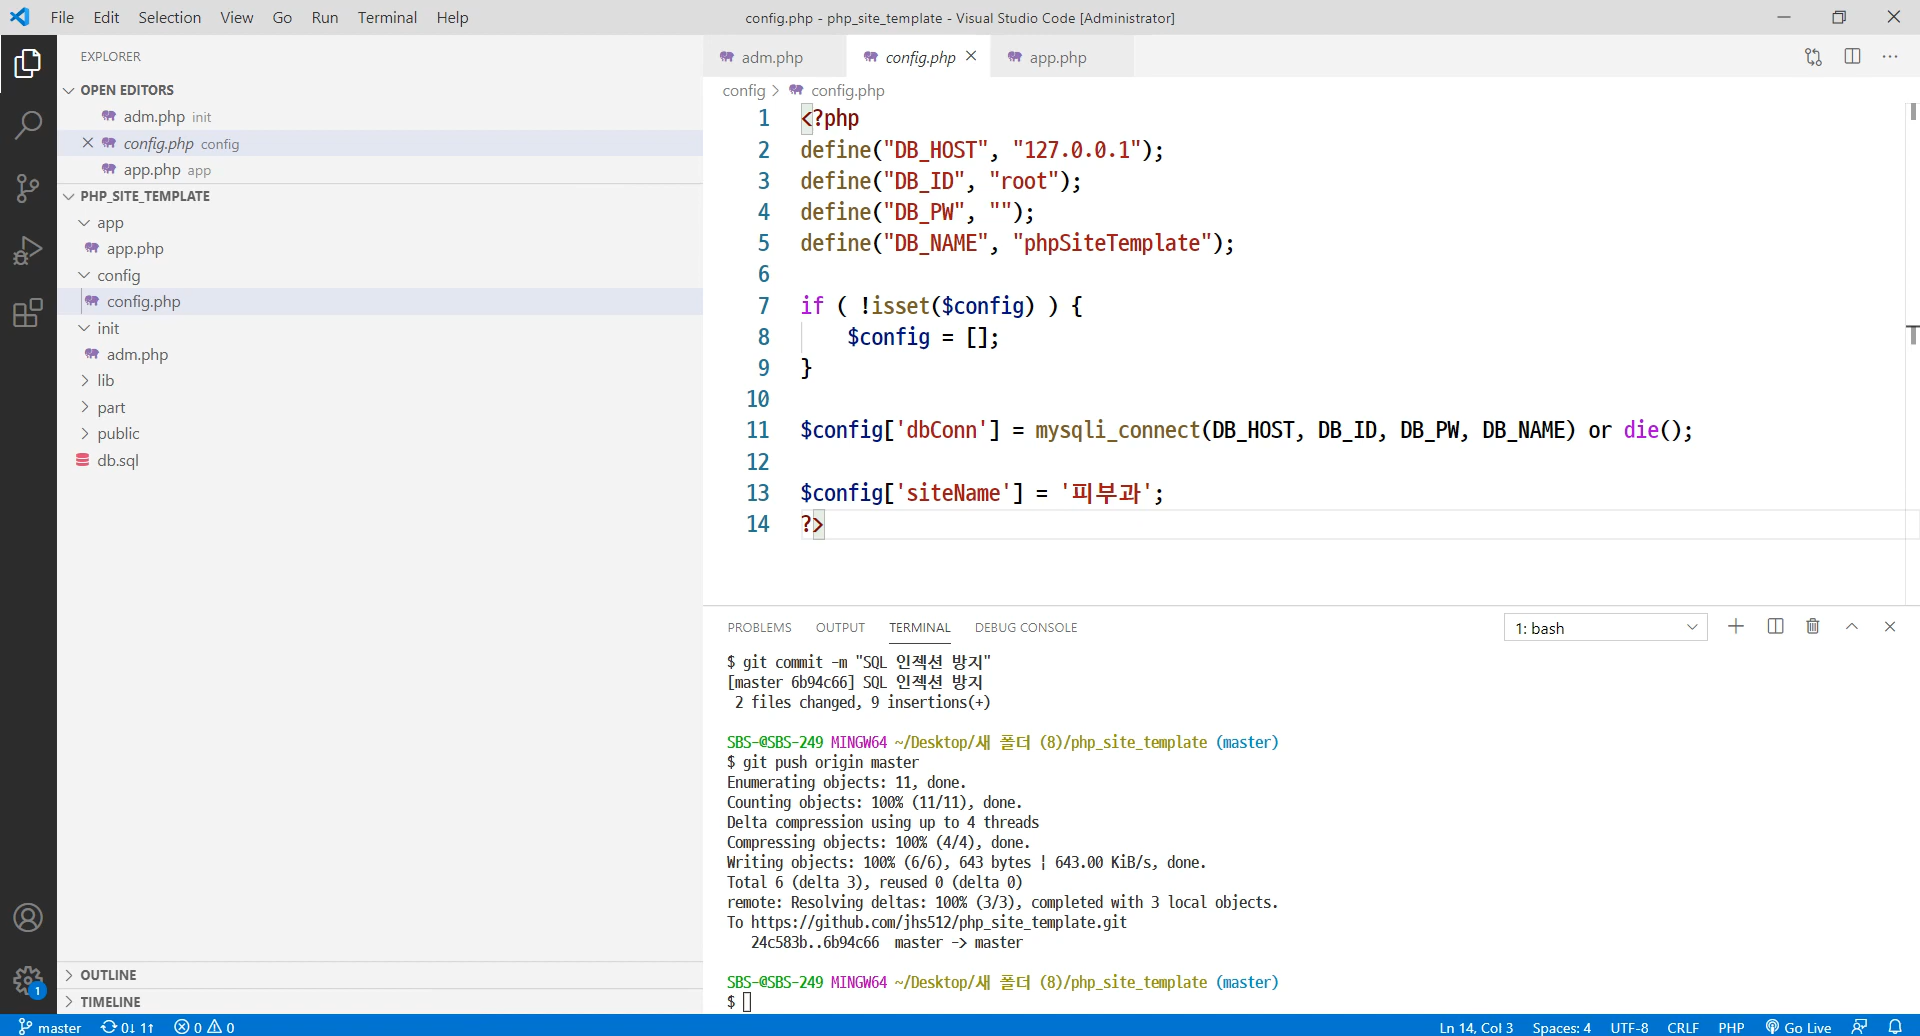 File Edit Selection View Go Run Terminal Help
config.php - php_site_template - Visual Studio Code [Administrator]
EXPLORER
OPEN EDITORS
adm.php init
config.php config
app.php app
PHP_SITE_TEMPLATE
app
app.php
config
config.php
init
adm.php
lib
part
public
db.sql
OUTLINE
TIMELINE
adm.php config.php app.php
config > config.php
1 <?php
2 define("DB_HOST", "127.0.0.1");
3 define("DB_ID", "root");
4 define("DB_PW", "");
5 define("DB_NAME", "phpSiteTemplate");
6
7 if ( !isset($config) ) {
8     $config = [];
9 }
10
11 $config['dbConn'] = mysqli_connect(DB_HOST, DB_ID, DB_PW, DB_NAME) or die();
12
13 $config['siteName'] = '피부과';
14 ?>
PROBLEMS OUTPUT TERMINAL DEBUG CONSOLE
1: bash
$ git commit -m "SQL 인젝션 방지"
[master 6b94c66] SQL 인젝션 방지
 2 files changed, 9 insertions(+)
SBS-@SBS-249 MINGW64 ~/Desktop/새 폴더 (8)/php_site_template (master)
$ git push origin master
Enumerating objects: 11, done.
Counting objects: 100% (11/11), done.
Delta compression using up to 4 threads
Compressing objects: 100% (4/4), done.
Writing objects: 100% (6/6), 643 bytes ¦ 643.00 KiB/s, done.
Total 6 (delta 3), reused 0 (delta 0)
remote: Resolving deltas: 100% (3/3), completed with 3 local objects.
To https://github.com/jhs512/php_site_template.git
   24c583b..6b94c66  master -> master
SBS-@SBS-249 MINGW64 ~/Desktop/새 폴더 (8)/php_site_template (master)
$
1
master 0↓ 1↑ 0 0
Ln 14, Col 3 Spaces: 4 UTF-8 CRLF PHP Go Live